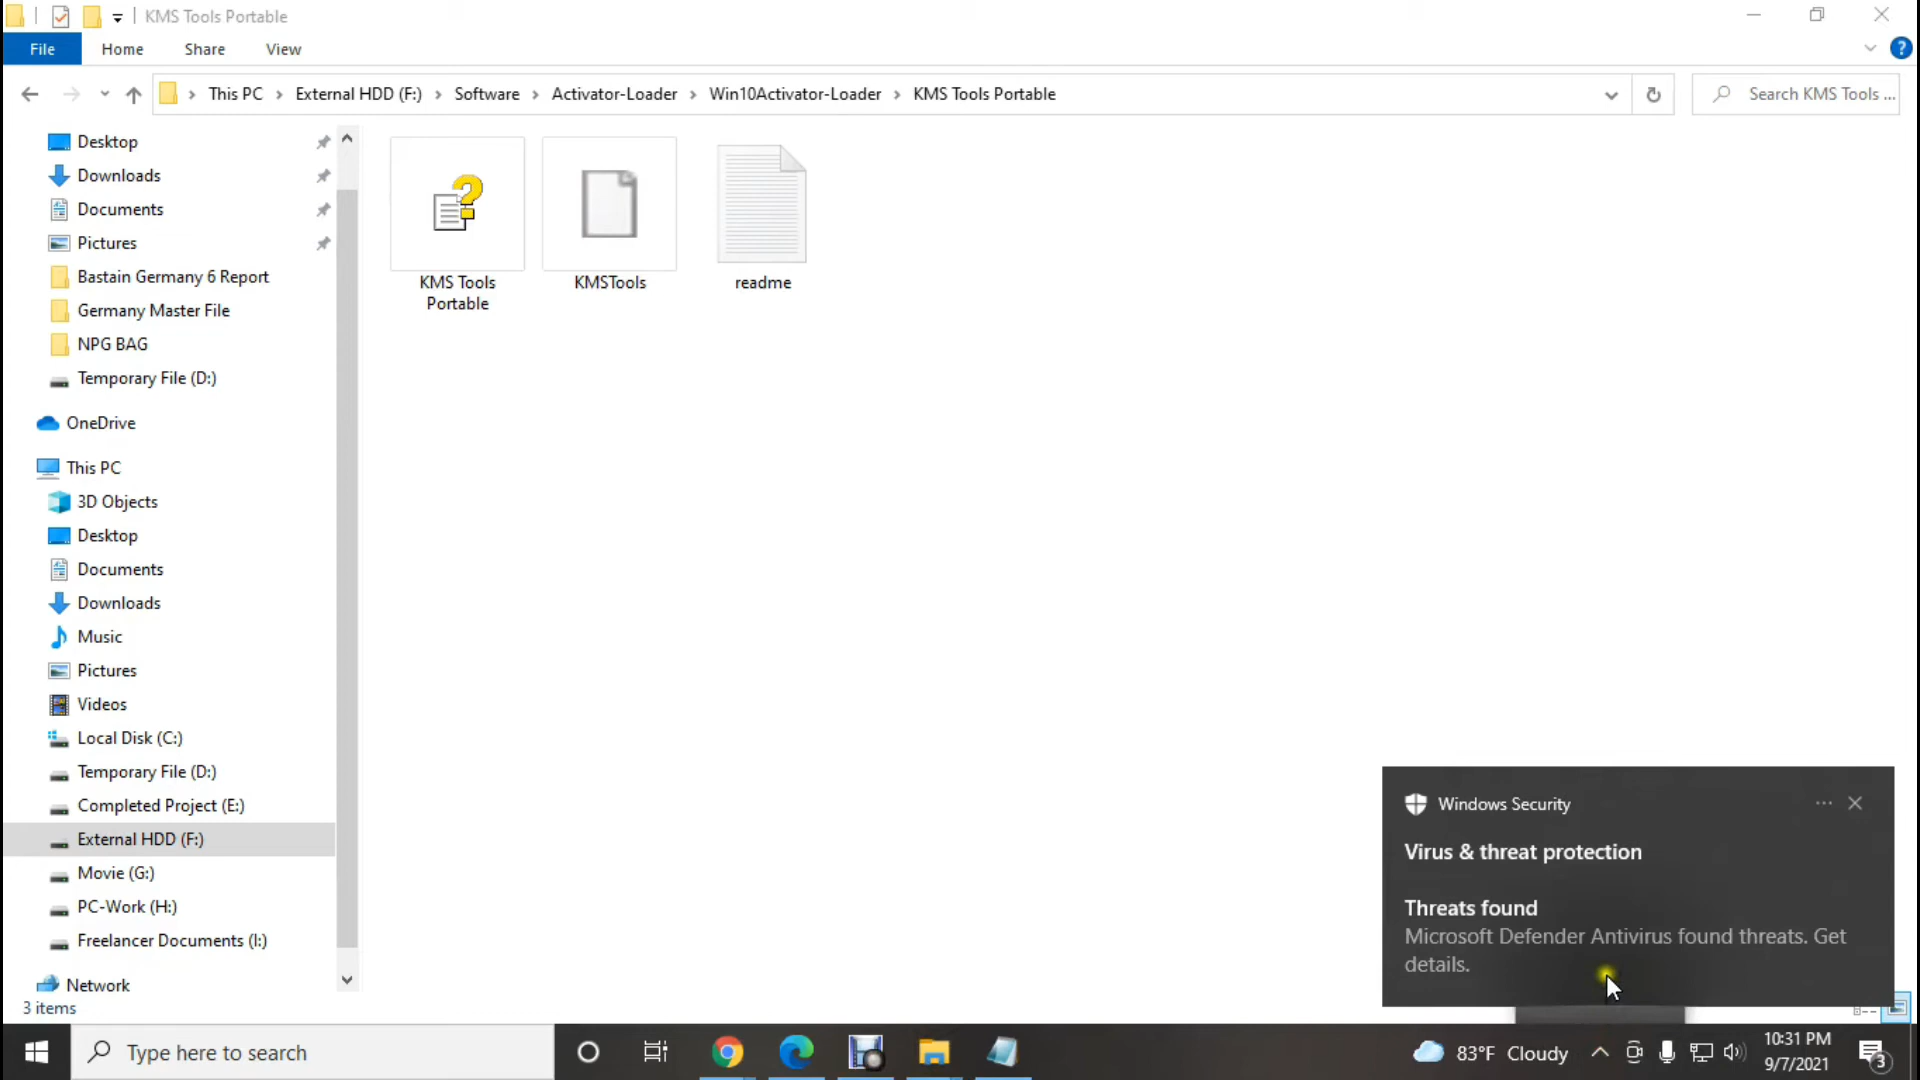 KMS Tools Portable
File
Home
Share
View
?
This PC
External HDD (F:)
Software
Activator-Loader
Win10Activator-Loader
KMS Tools Portable
Search KMS Tools ...
Desktop
Downloads
Documents
Pictures
Bastain Germany 6 Report
Germany Master File
NPG BAG
Temporary File (D:)
OneDrive
This PC
3D Objects
Desktop
Documents
Downloads
Music
Pictures
Videos
Local Disk (C:)
Temporary File (D:)
Completed Project (E:)
External HDD (F:)
Movie (G:)
PC-Work (H:)
Freelancer Documents (I:)
Network
3 items
KMS Tools
Portable
KMSTools
readme
Windows Security
Virus & threat protection
Threats found
Microsoft Defender Antivirus found threats. Get
details.
Type here to search
83°F Cloudy
10:31 PM
9/7/2021
3